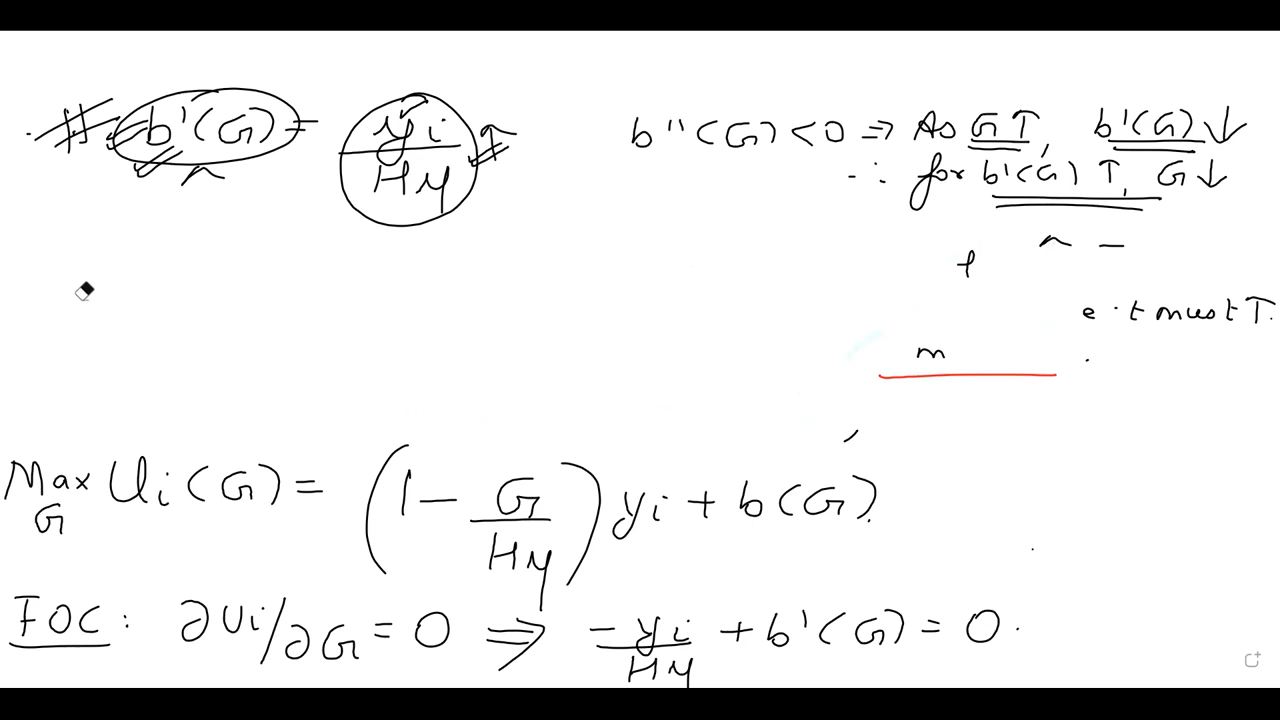 # b'(G) = yi/Hy ↑
b''(G) < 0 ⇒ As G ↑, b'(G) ↓
∴ for b'(G) ↑, G ↓
e.t must ↑.
m
Max Ui(G) = (1 - G/Hy) yi + b(G).
G
FOC: ∂Ui/∂G = 0 ⇒ -yi/Hy + b'(G) = 0.